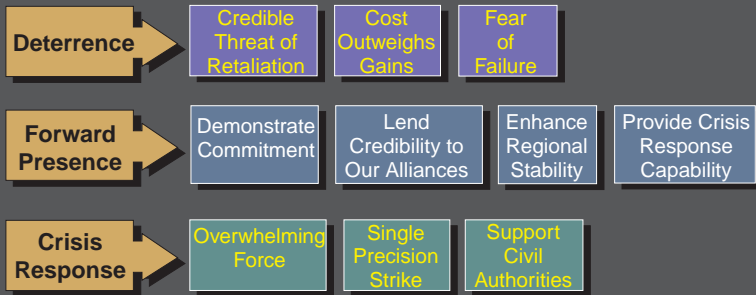 Deterrence
Credible
Threat of
Retaliation
Cost
Outweighs
Gains
Fear
of
Failure
Forward
Presence
Demonstrate
Commitment
Lend
Credibility to
Our Alliances
Enhance
Regional
Stability
Provide Crisis
Response
Capability
Crisis
Response
Overwhelming
Force
Single
Precision
Strike
Support
Civil
Authorities